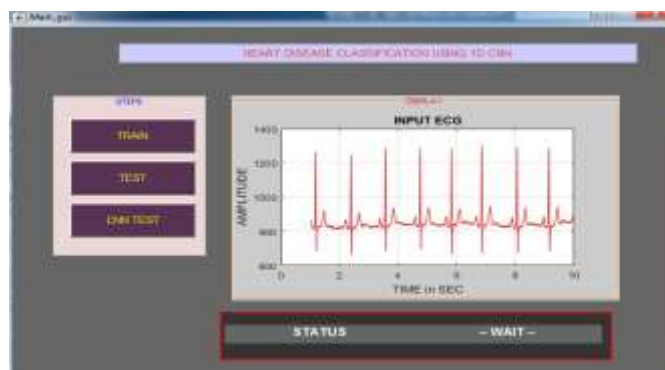 Main_gui
HEART DISEASE CLASSIFICATION USING 1D CNN
STEPS
TRAIN
TEST
CNN TEST
DISPLAY
INPUT ECG
AMPLITUDE
1400
1200
1000
800
600
0 2 4 6 8 10
TIME in SEC
STATUS -- WAIT --